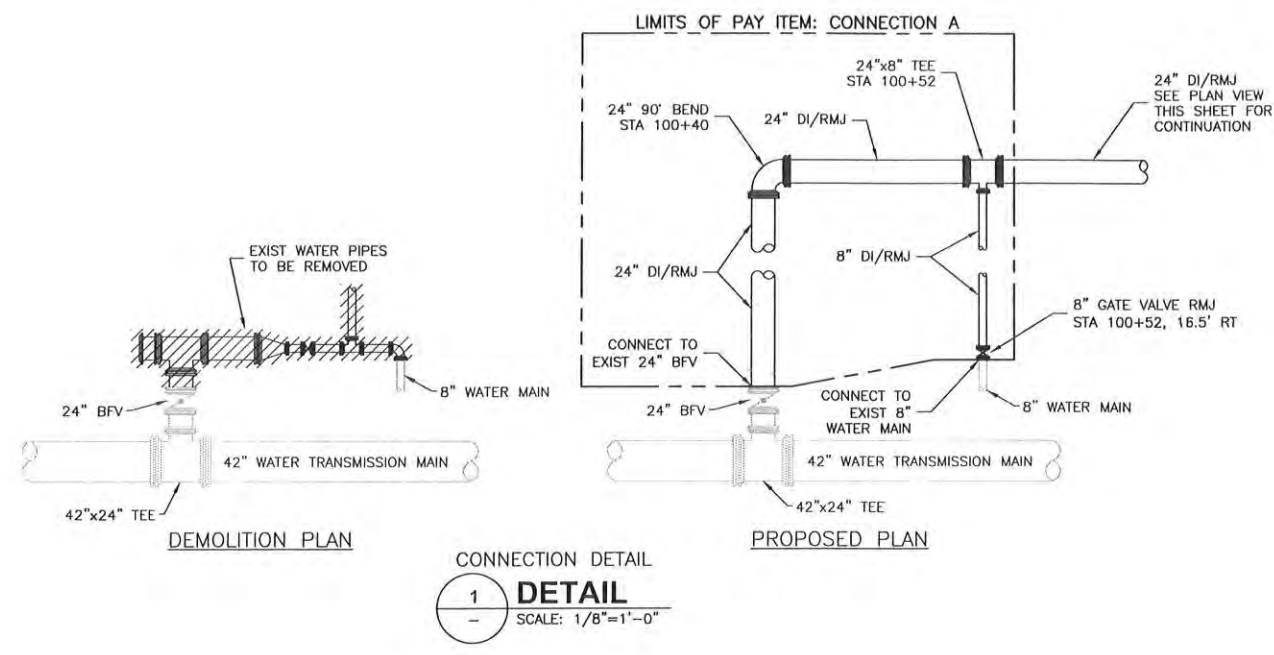 LIMITS OF PAY ITEM: CONNECTION A
24"x8" TEE
STA 100+52
24" DI/RMJ
SEE PLAN VIEW
THIS SHEET FOR
CONTINUATION
24" 90° BEND
STA 100+40
24" DI/RMJ
EXIST WATER PIPES
TO BE REMOVED
24" DI/RMJ
8" DI/RMJ
8" GATE VALVE RMJ
STA 100+52, 16.5' RT
CONNECT TO
EXIST 24" BFV
8" WATER MAIN
24" BFV
24" BFV
CONNECT TO
EXIST 8"
WATER MAIN
8" WATER MAIN
42" WATER TRANSMISSION MAIN
42" WATER TRANSMISSION MAIN
42"x24" TEE
42"x24" TEE
DEMOLITION PLAN
PROPOSED PLAN
CONNECTION DETAIL
1
DETAIL
-
SCALE: 1/8"=1'-0"